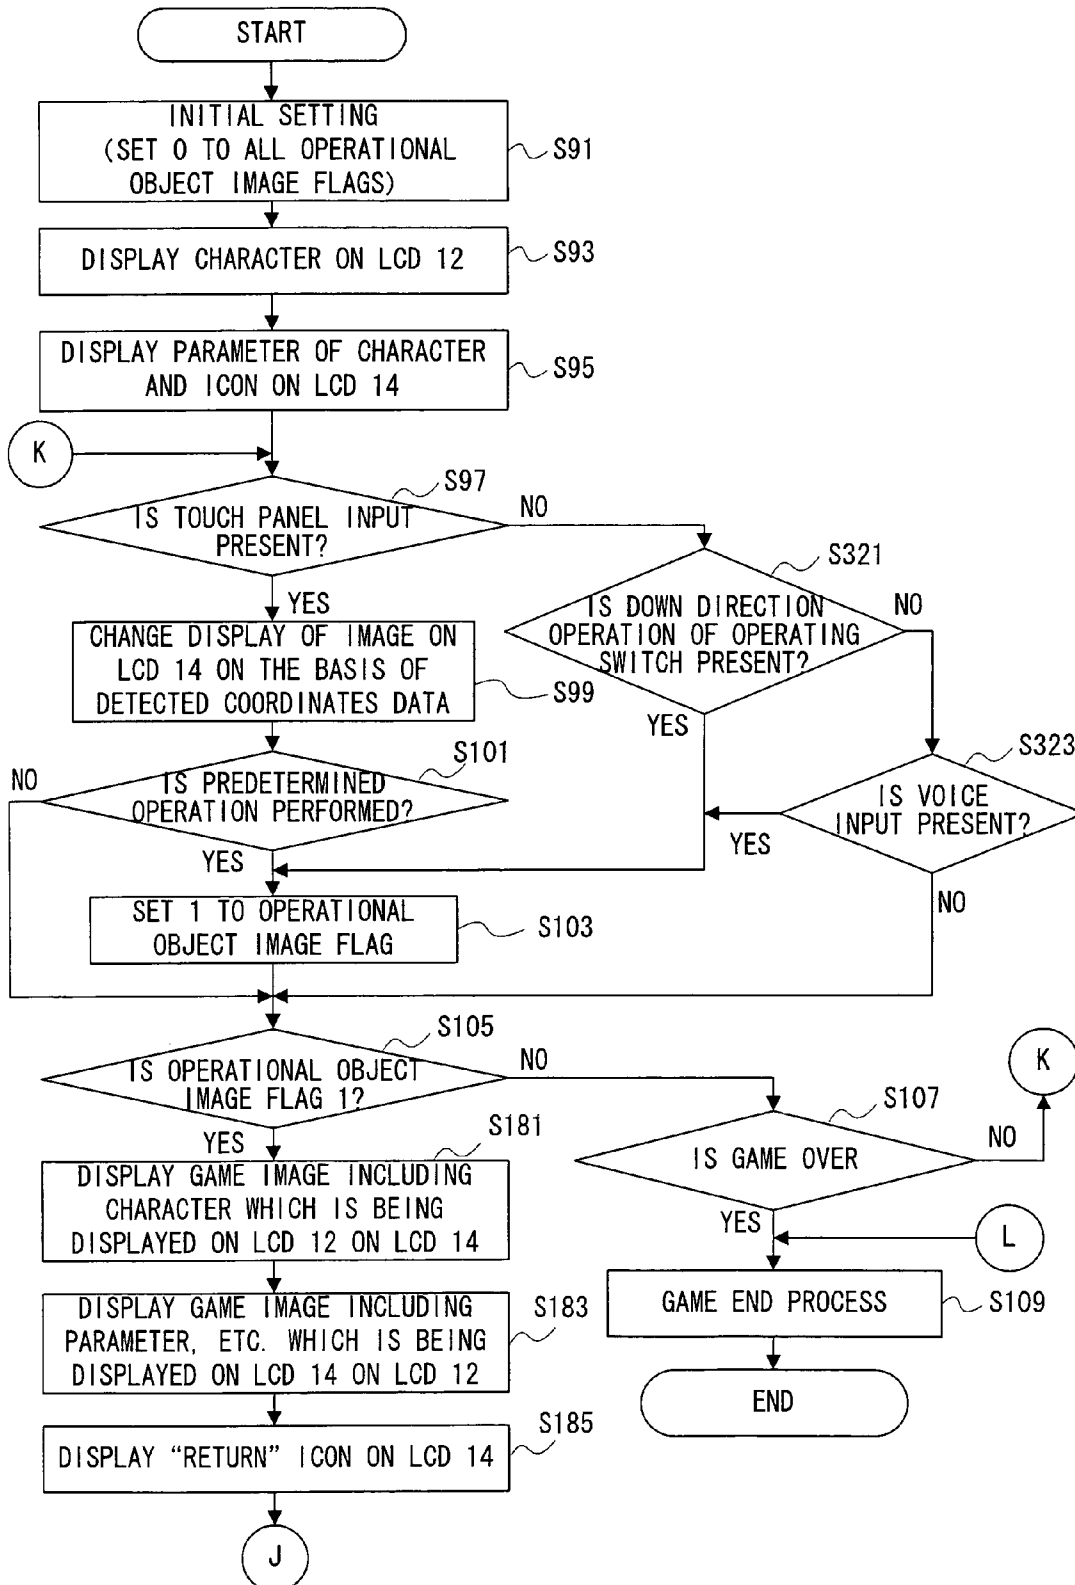 START
INITIAL SETTING
(SET 0 TO ALL OPERATIONAL
OBJECT IMAGE FLAGS)
S91
DISPLAY CHARACTER ON LCD 12
S93
DISPLAY PARAMETER OF CHARACTER
AND ICON ON LCD 14
S95
K
S97
IS TOUCH PANEL INPUT
PRESENT?
NO
YES
S321
IS DOWN DIRECTION
OPERATION OF OPERATING
SWITCH PRESENT?
NO
YES
CHANGE DISPLAY OF IMAGE ON
LCD 14 ON THE BASIS OF
DETECTED COORDINATES DATA
S99
S101
NO
IS PREDETERMINED
OPERATION PERFORMED?
YES
S323
IS VOICE
INPUT PRESENT?
YES
NO
SET 1 TO OPERATIONAL
OBJECT IMAGE FLAG
S103
S105
IS OPERATIONAL OBJECT
IMAGE FLAG 1?
NO
YES
K
S107
IS GAME OVER
NO
YES
S181
DISPLAY GAME IMAGE INCLUDING
CHARACTER WHICH IS BEING
DISPLAYED ON LCD 12 ON LCD 14
L
GAME END PROCESS
S109
DISPLAY GAME IMAGE INCLUDING
PARAMETER, ETC. WHICH IS BEING
DISPLAYED ON LCD 14 ON LCD 12
S183
END
S185
DISPLAY “RETURN” ICON ON LCD 14
J